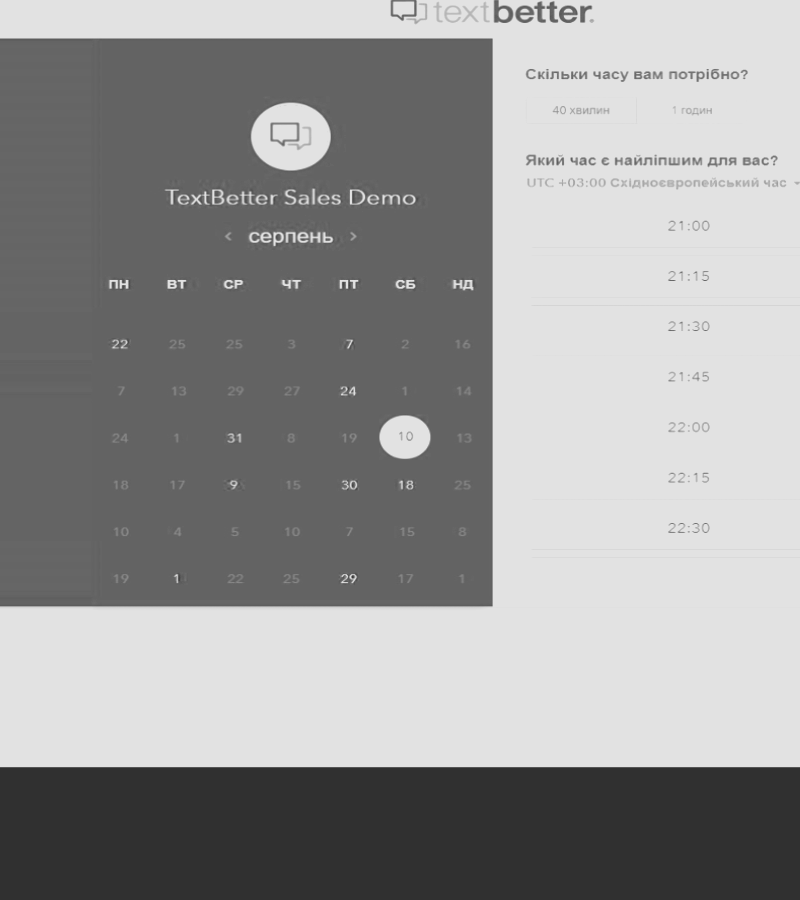 textbetter.
TextBetter Sales Demo
< серпень >
ПН ВТ СР ЧТ ПТ СБ НД
22 25 25 3 7 2 16
7 13 29 27 24 1 14
24 1 31 8 19 10 13
18 17 9 15 30 18 25
10 4 5 10 7 15 8
19 1 22 25 29 17 1
Скільки часу вам потрібно?
40 хвилин 1 годин
Який час є найліпшим для вас?
UTC +03:00 Східноєвропейський час
21:00
21:15
21:30
21:45
22:00
22:15
22:30